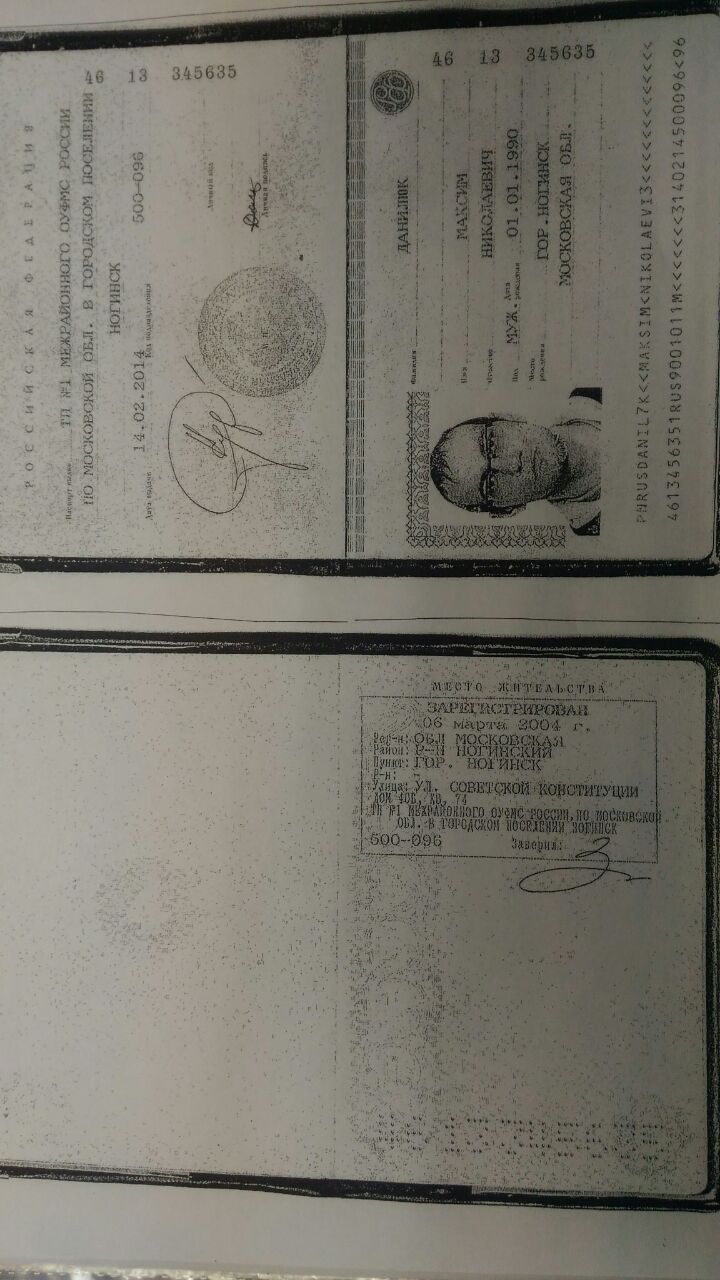 РОССИЙСКАЯ ФЕДЕРАЦИЯ
Паспорт выдан ТП №1 МЕЖРАЙОННОГО ОУФМС РОССИИ
ПО МОСКОВСКОЙ ОБЛ. В ГОРОДСКОМ ПОСЕЛЕНИИ
НОГИНСК
Дата выдачи 14.02.2014 Код подразделения 500-096
Личный код
Личная подпись
46 13 345635
46 13 345635
Фамилия ДАНИЛЮК
Имя МАКСИМ
Отчество НИКОЛАЕВИЧ
Пол МУЖ. Дата рождения 01.01.1990
Место рождения ГОР.НОГИНСК
МОСКОВСКАЯ ОБЛ.
PNRUSDANIL7K<<MAKSIM<NIKOLAEVI3<<<<<<<<<<<<<
4613456351RUS9001011M<<<<<<<3140214500096<96
МЕСТО ЖИТЕЛЬСТВА
ЗАРЕГИСТРИРОВАН
06 марта 2004 г.
Рег-н: ОБЛ МОСКОВСКАЯ
Район: Р-Н НОГИНСКИЙ
Пункт: ГОР. НОГИНСК
Р-н: -
Улица: УЛ. СОВЕТСКОЙ КОНСТИТУЦИИ
ДОМ 40Б, КВ. 74
ТП №1 МЕЖРАЙОННОГО ОУФМС РОССИИ,ПО МОСКОВСКОЙ
ОБЛ. В ГОРОДСКОМ ПОСЕЛЕНИИ
500-096 Заверил: